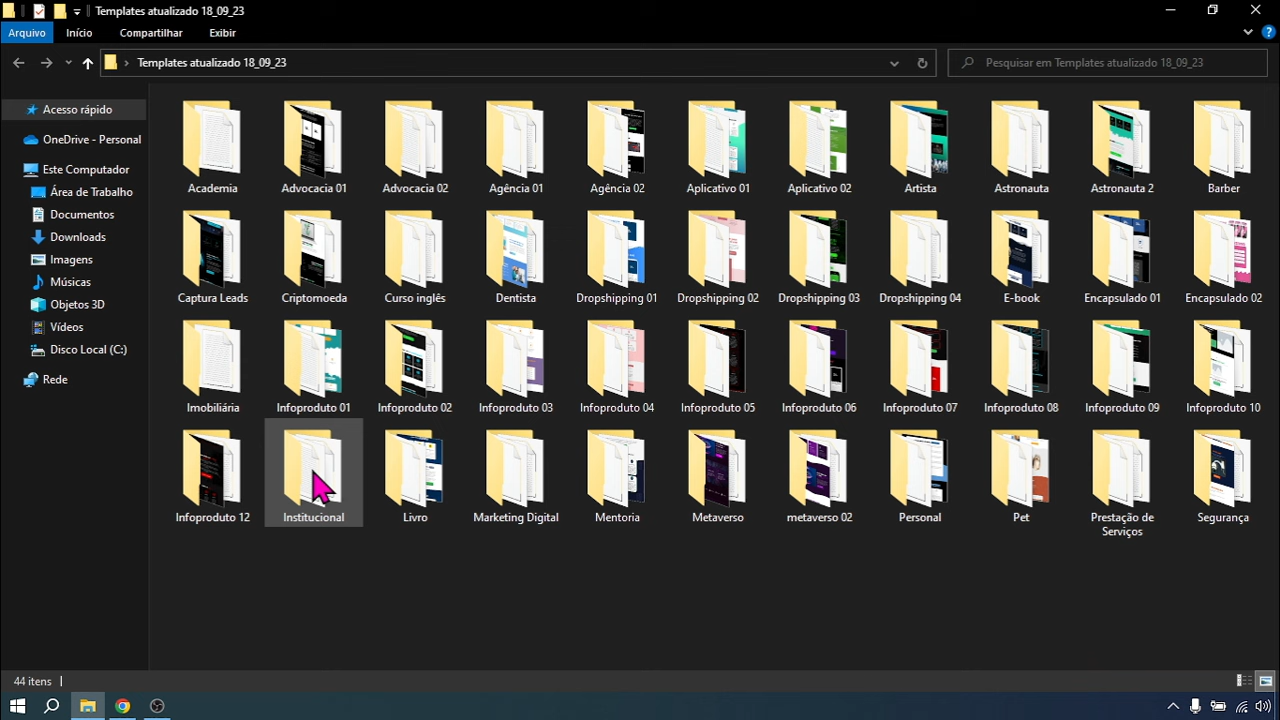 Templates atualizado 18_09_23
Arquivo Início Compartilhar Exibir
Templates atualizado 18_09_23
Pesquisar em Templates atualizado 18_09_23
Acesso rápido
OneDrive - Personal
Este Computador
Área de Trabalho
Documentos
Downloads
Imagens
Músicas
Objetos 3D
Vídeos
Disco Local (C:)
Rede
Academia Advocacia 01 Advocacia 02 Agência 01 Agência 02 Aplicativo 01 Aplicativo 02 Artista Astronauta Astronauta 2 Barber
Captura Leads Criptomoeda Curso inglês Dentista Dropshipping 01 Dropshipping 02 Dropshipping 03 Dropshipping 04 E-book Encapsulado 01 Encapsulado 02
Imobiliária Infoproduto 01 Infoproduto 02 Infoproduto 03 Infoproduto 04 Infoproduto 05 Infoproduto 06 Infoproduto 07 Infoproduto 08 Infoproduto 09 Infoproduto 10
Infoproduto 12 Institucional Livro Marketing Digital Mentoria Metaverso metaverso 02 Personal Pet Prestação de Segurança
Serviços
44 itens